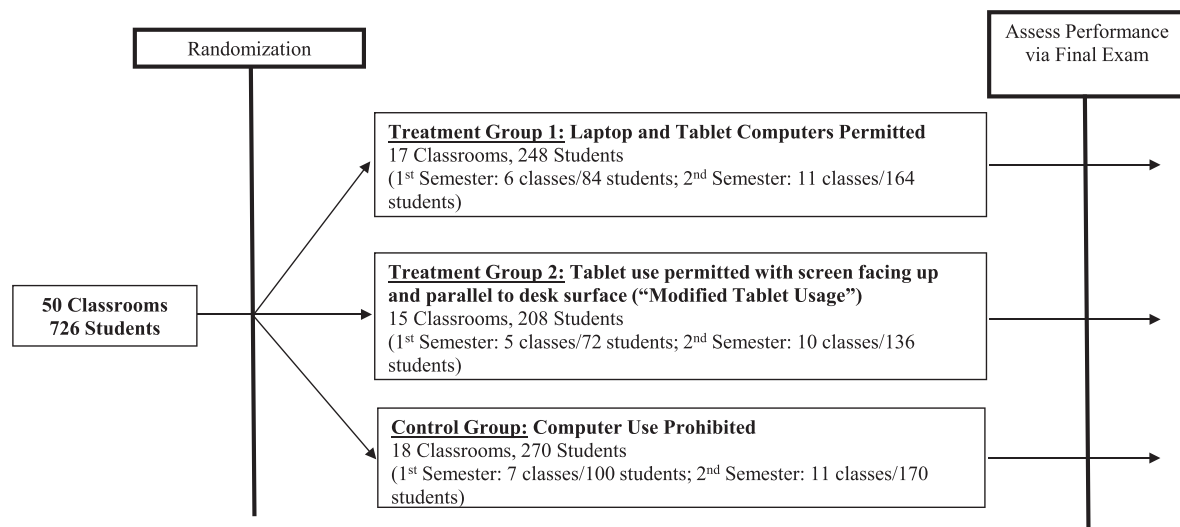 Randomization
Assess Performance
via Final Exam
Treatment Group 1: Laptop and Tablet Computers Permitted
17 Classrooms, 248 Students
(1st Semester: 6 classes/84 students; 2nd Semester: 11 classes/164
students)
50 Classrooms
726 Students
Treatment Group 2: Tablet use permitted with screen facing up
and parallel to desk surface (“Modified Tablet Usage”)
15 Classrooms, 208 Students
(1st Semester: 5 classes/72 students; 2nd Semester: 10 classes/136
students)
Control Group: Computer Use Prohibited
18 Classrooms, 270 Students
(1st Semester: 7 classes/100 students; 2nd Semester: 11 classes/170
students)